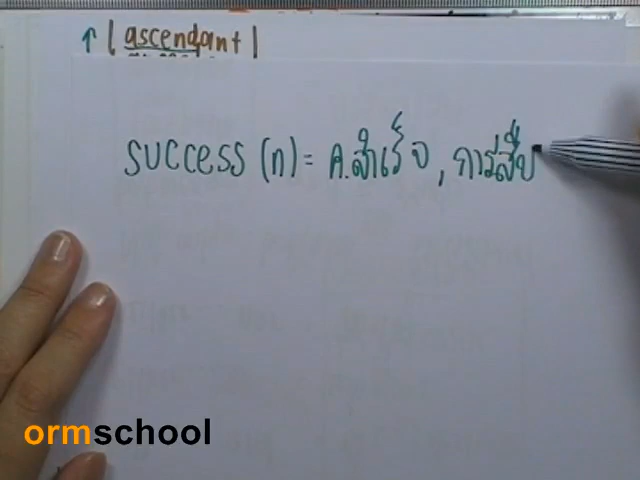 ↑ ( ascendant )
success (n) = ค.สำเร็จ, การสืบ
ormschool